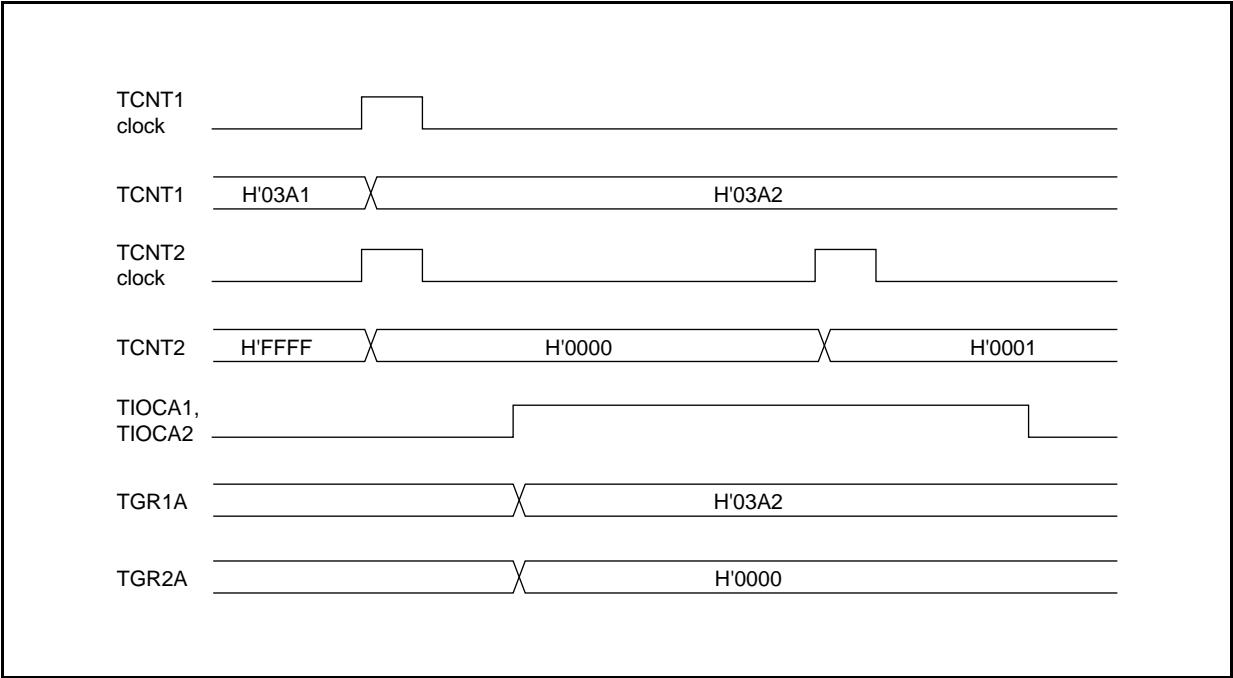 TCNT1
clock
TCNT1 H'03A1 H'03A2
TCNT2
clock
TCNT2 H'FFFF H'0000 H'0001
TIOCA1,
TIOCA2
TGR1A H'03A2
TGR2A H'0000